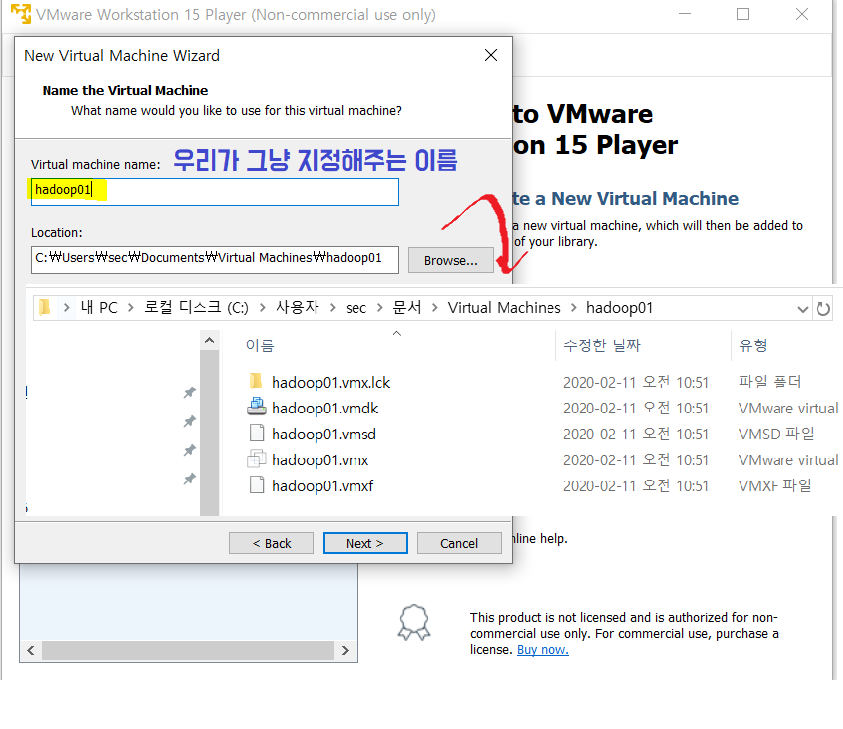 VMware Workstation 15 Player (Non-commercial use only)
New Virtual Machine Wizard
Name the Virtual Machine
What name would you like to use for this virtual machine?
to VMware
on 15 Player
Virtual machine name: 우리가 그냥 지정해주는 이름
hadoop01
te a New Virtual Machine
a new virtual machine, which will then be added to
of your library.
Location:
C:₩Users₩sec₩Documents₩Virtual Machines₩hadoop01
Browse...
내 PC > 로컬 디스크 (C:) > 사용자 > sec > 문서 > Virtual Machines > hadoop01
이름 수정한 날짜 유형
hadoop01.vmx.lck 2020-02-11 오전 10:51 파일 폴더
hadoop01.vmdk 2020-02-11 오전 10:51 VMware virtual
hadoop01.vmsd 2020-02-11 오전 10:51 VMSD 파일
hadoop01.vmx 2020-02-11 오전 10:51 VMware virtual
hadoop01.vmxf 2020-02-11 오전 10:51 VMXF 파일
< Back Next > Cancel
nline help.
This product is not licensed and is authorized for non-
commercial use only. For commercial use, purchase a
license. Buy now.